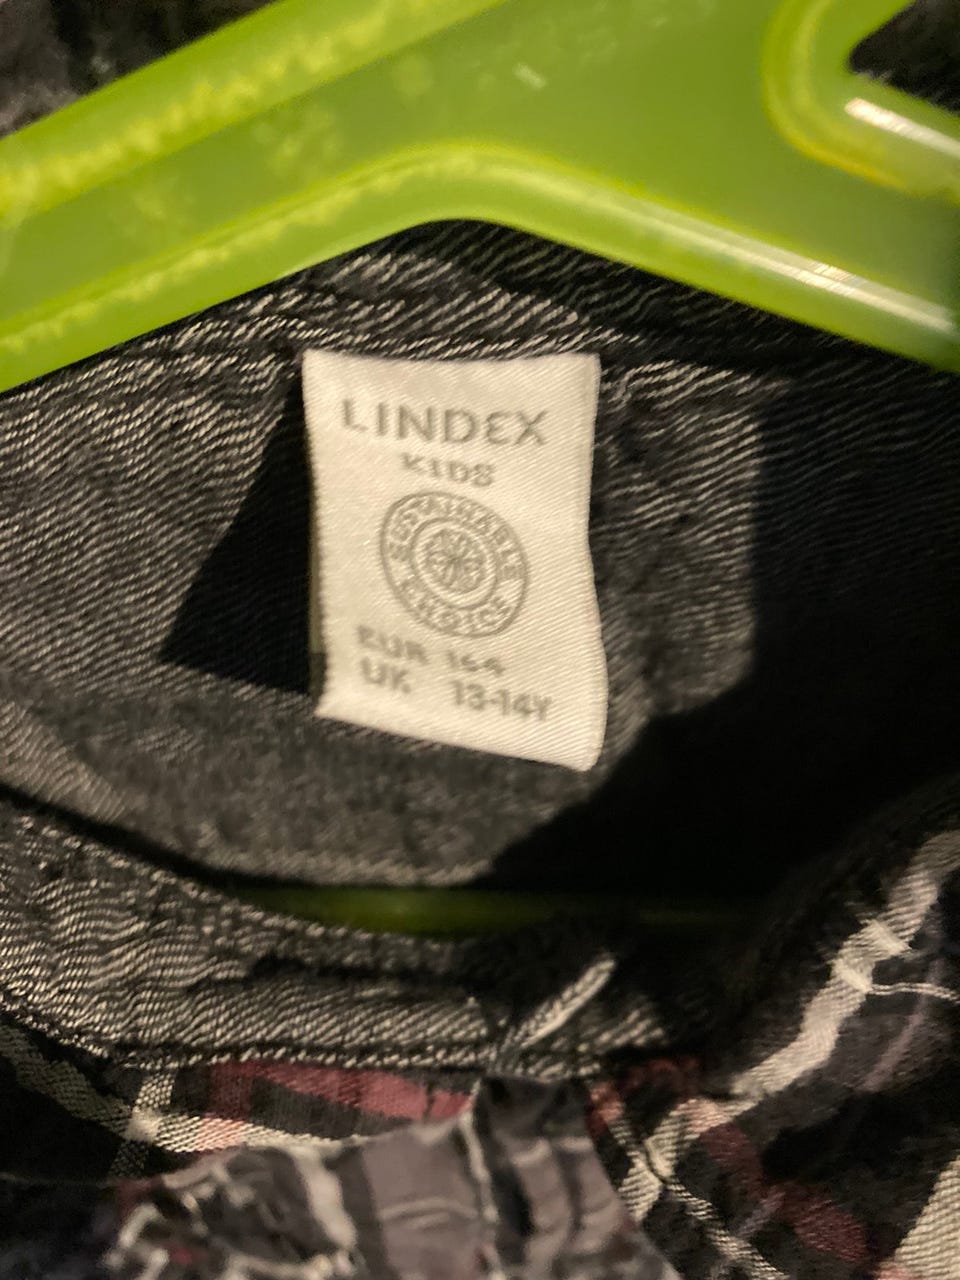 LINDEX
KIDS
SUSTAINABLE
CHOICE
EUR 164
UK 13-14Y